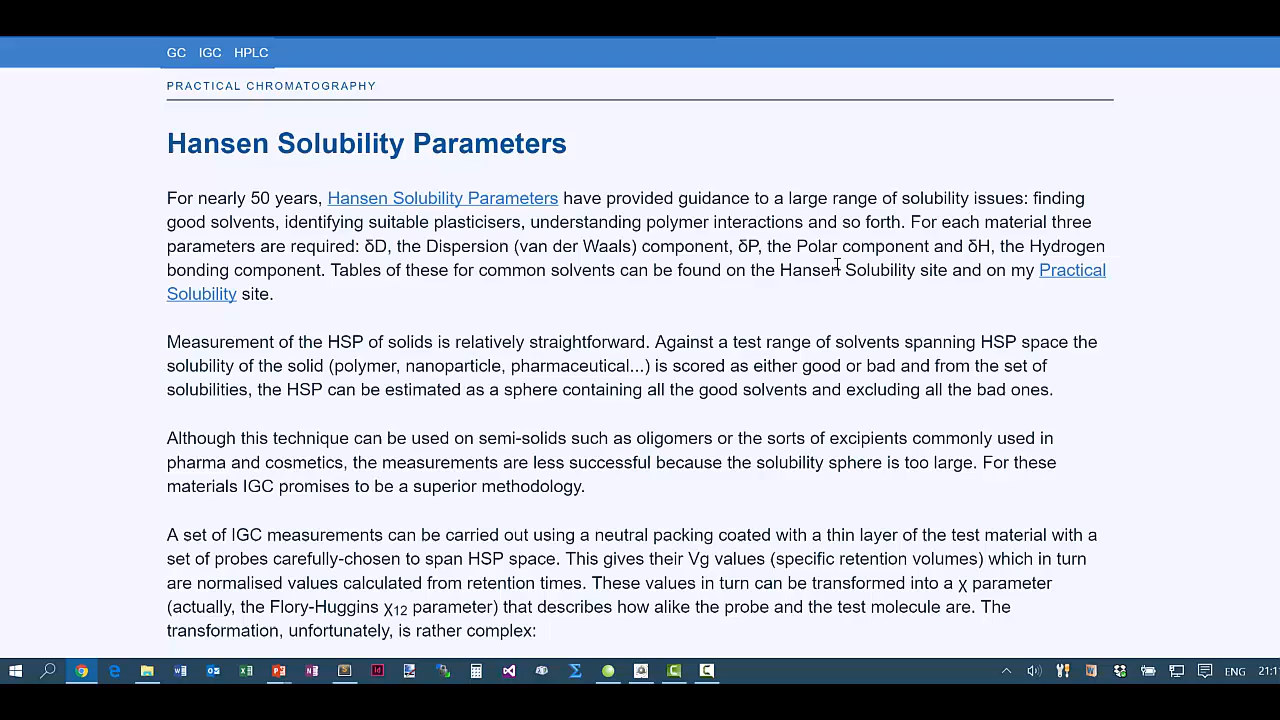 GC IGC HPLC
PRACTICAL CHROMATOGRAPHY
Hansen Solubility Parameters
For nearly 50 years, Hansen Solubility Parameters have provided guidance to a large range of solubility issues: finding
good solvents, identifying suitable plasticisers, understanding polymer interactions and so forth. For each material three
parameters are required: δD, the Dispersion (van der Waals) component, δP, the Polar component and δH, the Hydrogen
bonding component. Tables of these for common solvents can be found on the Hansen Solubility site and on my Practical
Solubility site.
Measurement of the HSP of solids is relatively straightforward. Against a test range of solvents spanning HSP space the
solubility of the solid (polymer, nanoparticle, pharmaceutical...) is scored as either good or bad and from the set of
solubilities, the HSP can be estimated as a sphere containing all the good solvents and excluding all the bad ones.
Although this technique can be used on semi-solids such as oligomers or the sorts of excipients commonly used in
pharma and cosmetics, the measurements are less successful because the solubility sphere is too large. For these
materials IGC promises to be a superior methodology.
A set of IGC measurements can be carried out using a neutral packing coated with a thin layer of the test material with a
set of probes carefully-chosen to span HSP space. This gives their Vg values (specific retention volumes) which in turn
are normalised values calculated from retention times. These values in turn can be transformed into a χ parameter
(actually, the Flory-Huggins χ12 parameter) that describes how alike the probe and the test molecule are. The
transformation, unfortunately, is rather complex:
ENG